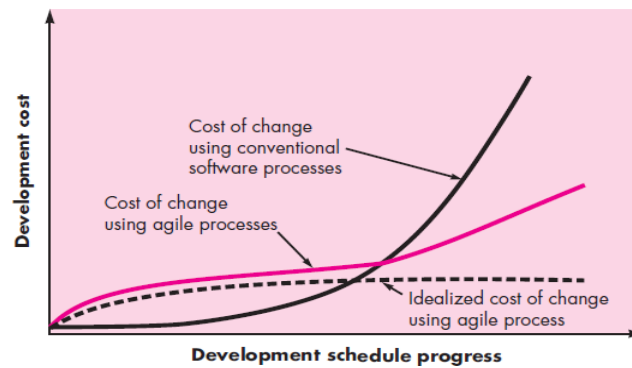 Development cost
Cost of change
using conventional
software processes
Cost of change
using agile processes
Idealized cost of change
using agile process
Development schedule progress